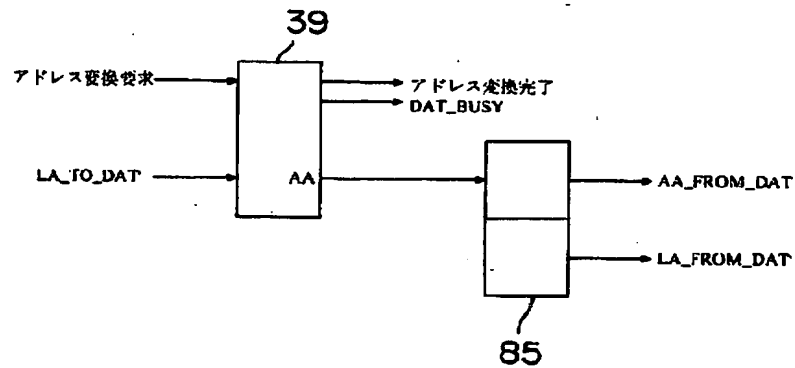 39
アドレス変換要求
アドレス変換完了
DAT_BUSY
LA_TO_DAT
AA
AA_FROM_DAT
LA_FROM_DAT
85